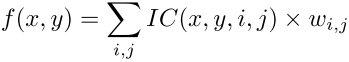 f(x, y) = \sum_{i,j} IC(x, y, i, j) \times w_{i,j}